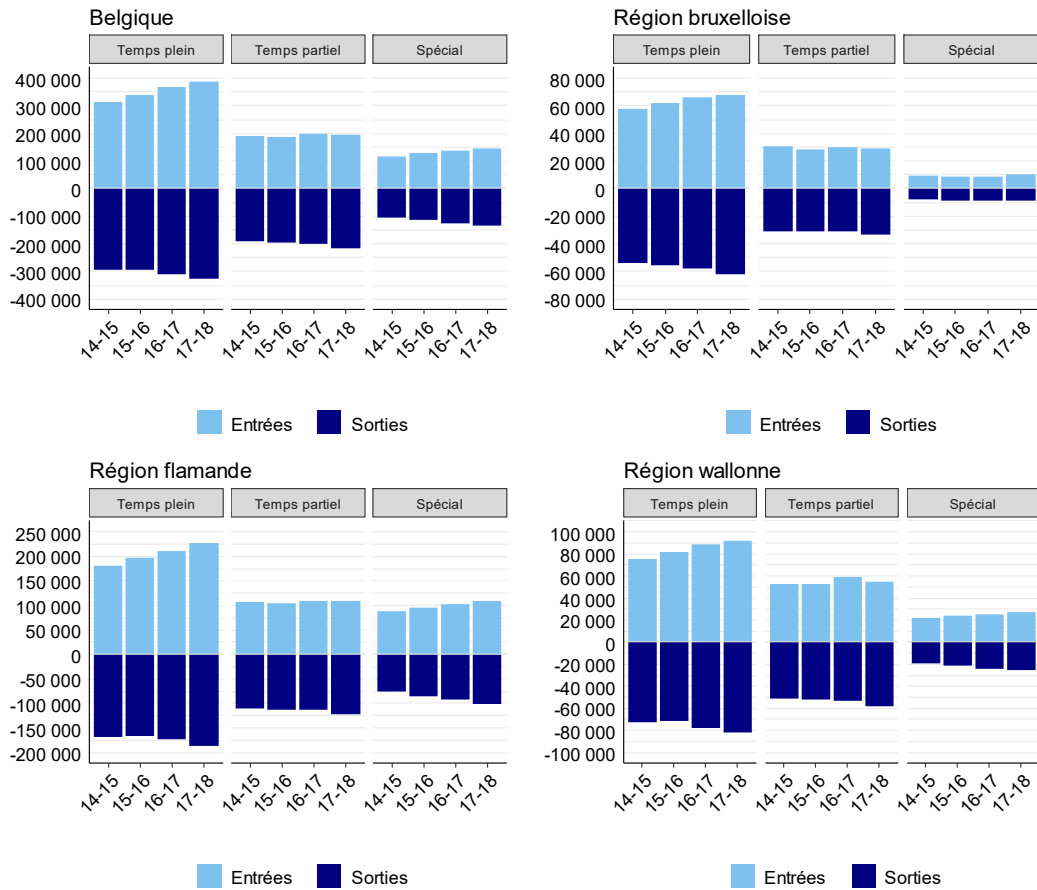 Belgique
Temps plein Temps partiel Spécial
400 000
300 000
200 000
100 000
0
-100 000
-200 000
-300 000
-400 000
14-15 15-16 16-17 17-18 14-15 15-16 16-17 17-18 14-15 15-16 16-17 17-18
Entrées Sorties
Région bruxelloise
Temps plein Temps partiel Spécial
80 000
60 000
40 000
20 000
0
-20 000
-40 000
-60 000
-80 000
14-15 15-16 16-17 17-18 14-15 15-16 16-17 17-18 14-15 15-16 16-17 17-18
Entrées Sorties
Région flamande
Temps plein Temps partiel Spécial
250 000
200 000
150 000
100 000
50 000
0
-50 000
-100 000
-150 000
-200 000
14-15 15-16 16-17 17-18 14-15 15-16 16-17 17-18 14-15 15-16 16-17 17-18
Entrées Sorties
Région wallonne
Temps plein Temps partiel Spécial
100 000
80 000
60 000
40 000
20 000
0
-20 000
-40 000
-60 000
-80 000
-100 000
14-15 15-16 16-17 17-18 14-15 15-16 16-17 17-18 14-15 15-16 16-17 17-18
Entrées Sorties